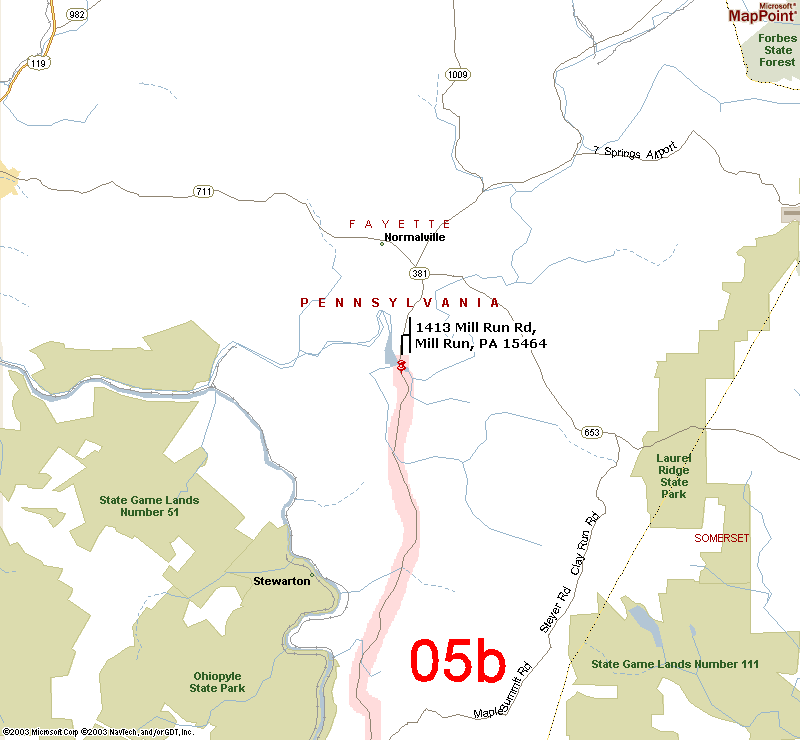 982
Microsoft®
MapPoint®
Forbes
State
Forest
119
1009
7 Springs Airport
711
FAYETTE
Normalville
381
PENNSYLVANIA
1413 Mill Run Rd,
Mill Run, PA 15464
653
Laurel
Ridge
State
Park
State Game Lands
Number 51
SOMERSET
Clay Run Rd
Stewarton
Steyer Rd
05b
State Game Lands Number 111
Ohiopyle
State Park
Maple Summit Rd
©2003 Microsoft Corp ©2003 NavTech, and/or GDT, Inc.